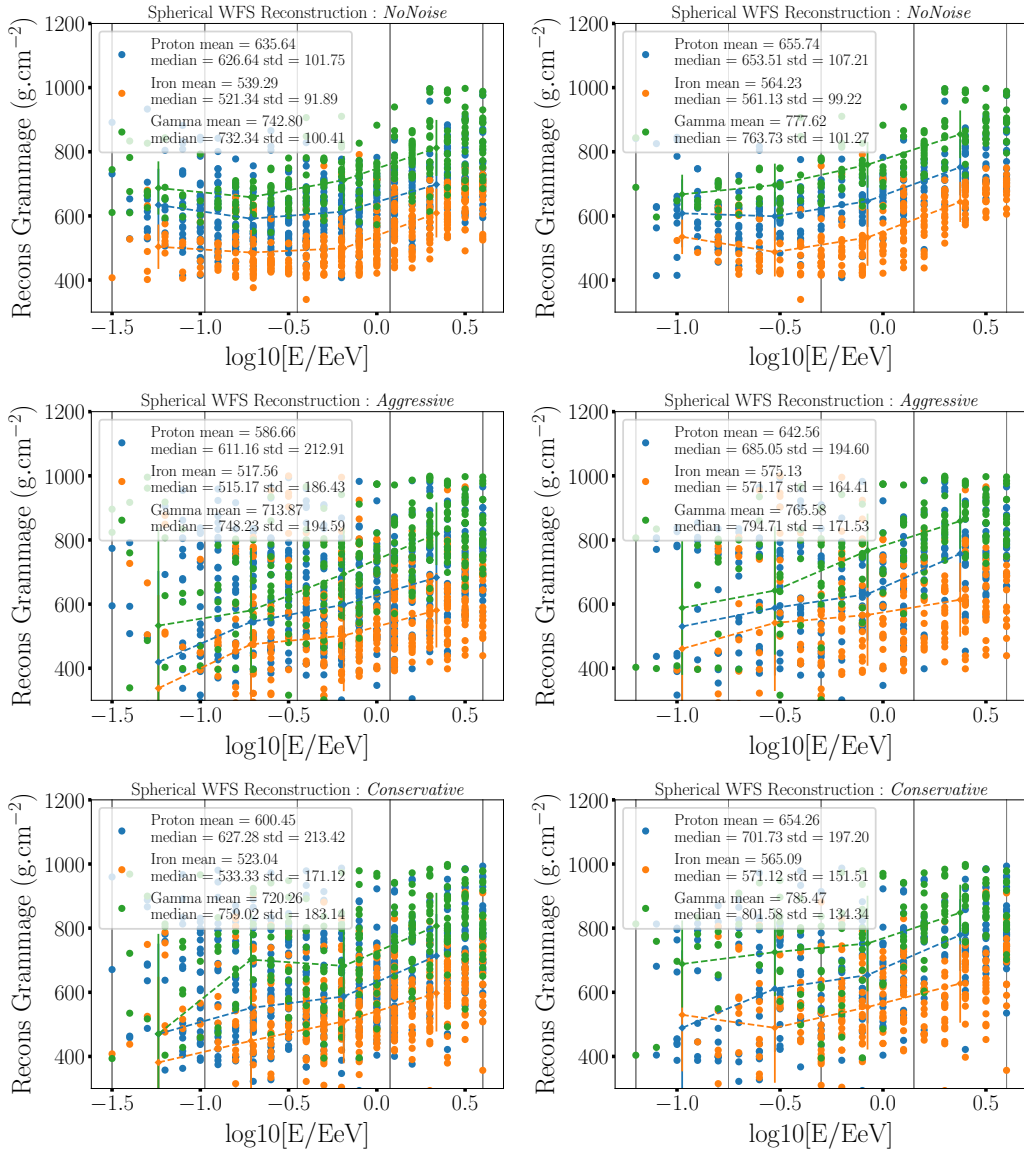 Spherical WFS Reconstruction : NoNoise
Recons Grammage (g.cm−2)
1200
1000
800
600
400
Proton mean = 635.64
median = 626.64 std = 101.75
Iron mean = 539.29
median = 521.34 std = 91.89
Gamma mean = 742.80
median = 732.34 std = 100.41
−1.5 −1.0 −0.5 0.0 0.5
log10[E/EeV]
Spherical WFS Reconstruction : NoNoise
Recons Grammage (g.cm−2)
1200
1000
800
600
400
Proton mean = 655.74
median = 653.51 std = 107.21
Iron mean = 564.23
median = 561.13 std = 99.22
Gamma mean = 777.62
median = 763.73 std = 101.27
−1.0 −0.5 0.0 0.5
log10[E/EeV]
Spherical WFS Reconstruction : Aggressive
Recons Grammage (g.cm−2)
1200
1000
800
600
400
Proton mean = 586.66
median = 611.16 std = 212.91
Iron mean = 517.56
median = 515.17 std = 186.43
Gamma mean = 713.87
median = 748.23 std = 194.59
−1.5 −1.0 −0.5 0.0 0.5
log10[E/EeV]
Spherical WFS Reconstruction : Aggressive
Recons Grammage (g.cm−2)
1200
1000
800
600
400
Proton mean = 642.56
median = 685.05 std = 194.60
Iron mean = 575.13
median = 571.17 std = 164.41
Gamma mean = 765.58
median = 794.71 std = 171.53
−1.0 −0.5 0.0 0.5
log10[E/EeV]
Spherical WFS Reconstruction : Conservative
Recons Grammage (g.cm−2)
1200
1000
800
600
400
Proton mean = 600.45
median = 627.28 std = 213.42
Iron mean = 523.04
median = 533.33 std = 171.12
Gamma mean = 720.26
median = 759.02 std = 183.14
−1.5 −1.0 −0.5 0.0 0.5
log10[E/EeV]
Spherical WFS Reconstruction : Conservative
Recons Grammage (g.cm−2)
1200
1000
800
600
400
Proton mean = 654.26
median = 701.73 std = 197.20
Iron mean = 565.09
median = 571.12 std = 151.51
Gamma mean = 785.47
median = 801.58 std = 134.34
−1.0 −0.5 0.0 0.5
log10[E/EeV]